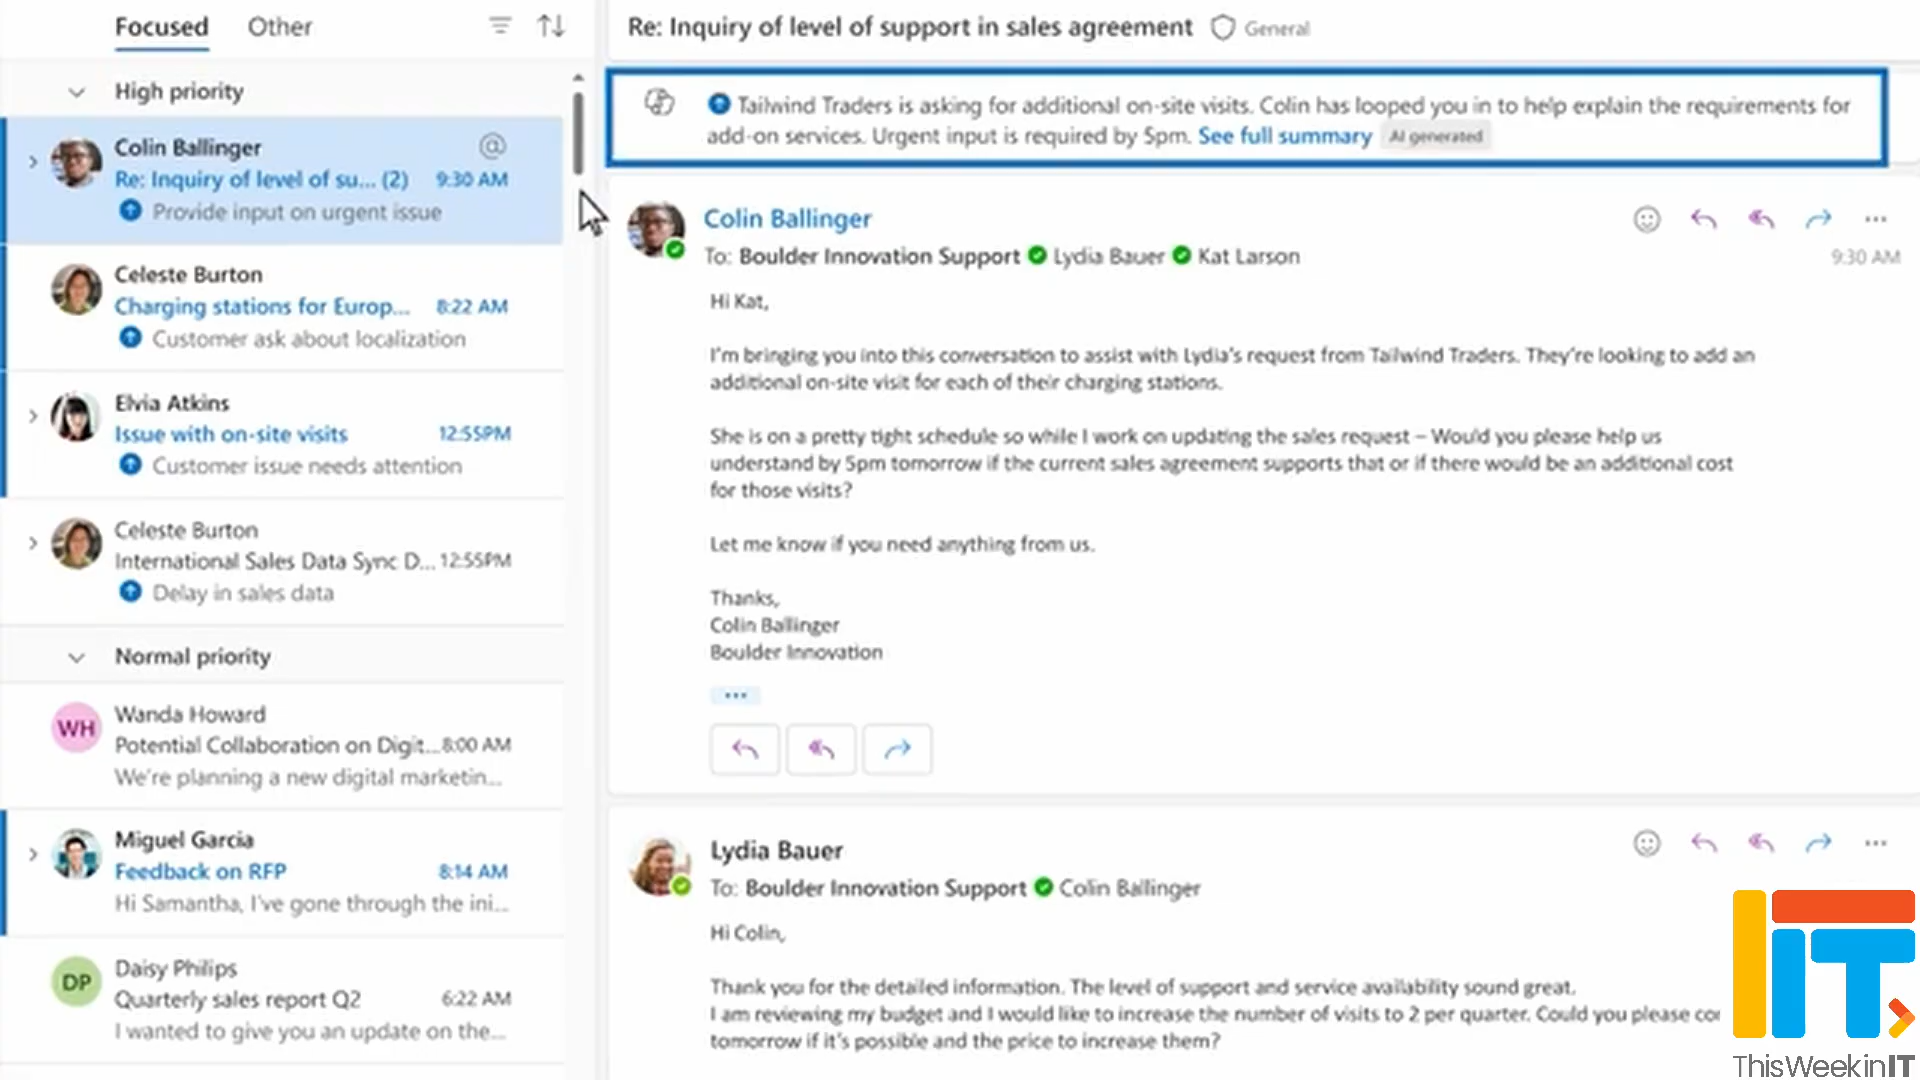 Focused
Other
High priority
Colin Ballinger
@
Re: Inquiry of level of su... (2)
9:30 AM
Provide input on urgent issue
Celeste Burton
Charging stations for Europ...
8:22 AM
Customer ask about localization
Elvia Atkins
Issue with on-site visits
12:55PM
Customer issue needs attention
Celeste Burton
International Sales Data Sync D...
12:55PM
Delay in sales data
Normal priority
WH
Wanda Howard
Potential Collaboration on Digit...
8:00 AM
We're planning a new digital marketin...
Miguel Garcia
Feedback on RFP
8:14 AM
Hi Samantha, I've gone through the ini...
DP
Daisy Philips
Quarterly sales report Q2
6:22 AM
I wanted to give you an update on the...
Re: Inquiry of level of support in sales agreement
General
Tailwind Traders is asking for additional on-site visits. Colin has looped you in to help explain the requirements for
add-on services. Urgent input is required by 5pm. See full summary AI generated
Colin Ballinger
To: Boulder Innovation Support Lydia Bauer Kat Larson
9:30 AM
Hi Kat,
I'm bringing you into this conversation to assist with Lydia's request from Tailwind Traders. They're looking to add an
additional on-site visit for each of their charging stations.
She is on a pretty tight schedule so while I work on updating the sales request – Would you please help us
understand by 5pm tomorrow if the current sales agreement supports that or if there would be an additional cost
for those visits?
Let me know if you need anything from us.
Thanks,
Colin Ballinger
Boulder Innovation
...
Lydia Bauer
To: Boulder Innovation Support Colin Ballinger
Hi Colin,
Thank you for the detailed information. The level of support and service availability sound great.
I am reviewing my budget and I would like to increase the number of visits to 2 per quarter. Could you please co
tomorrow if it's possible and the price to increase them?
IT
ThisWeekinIT